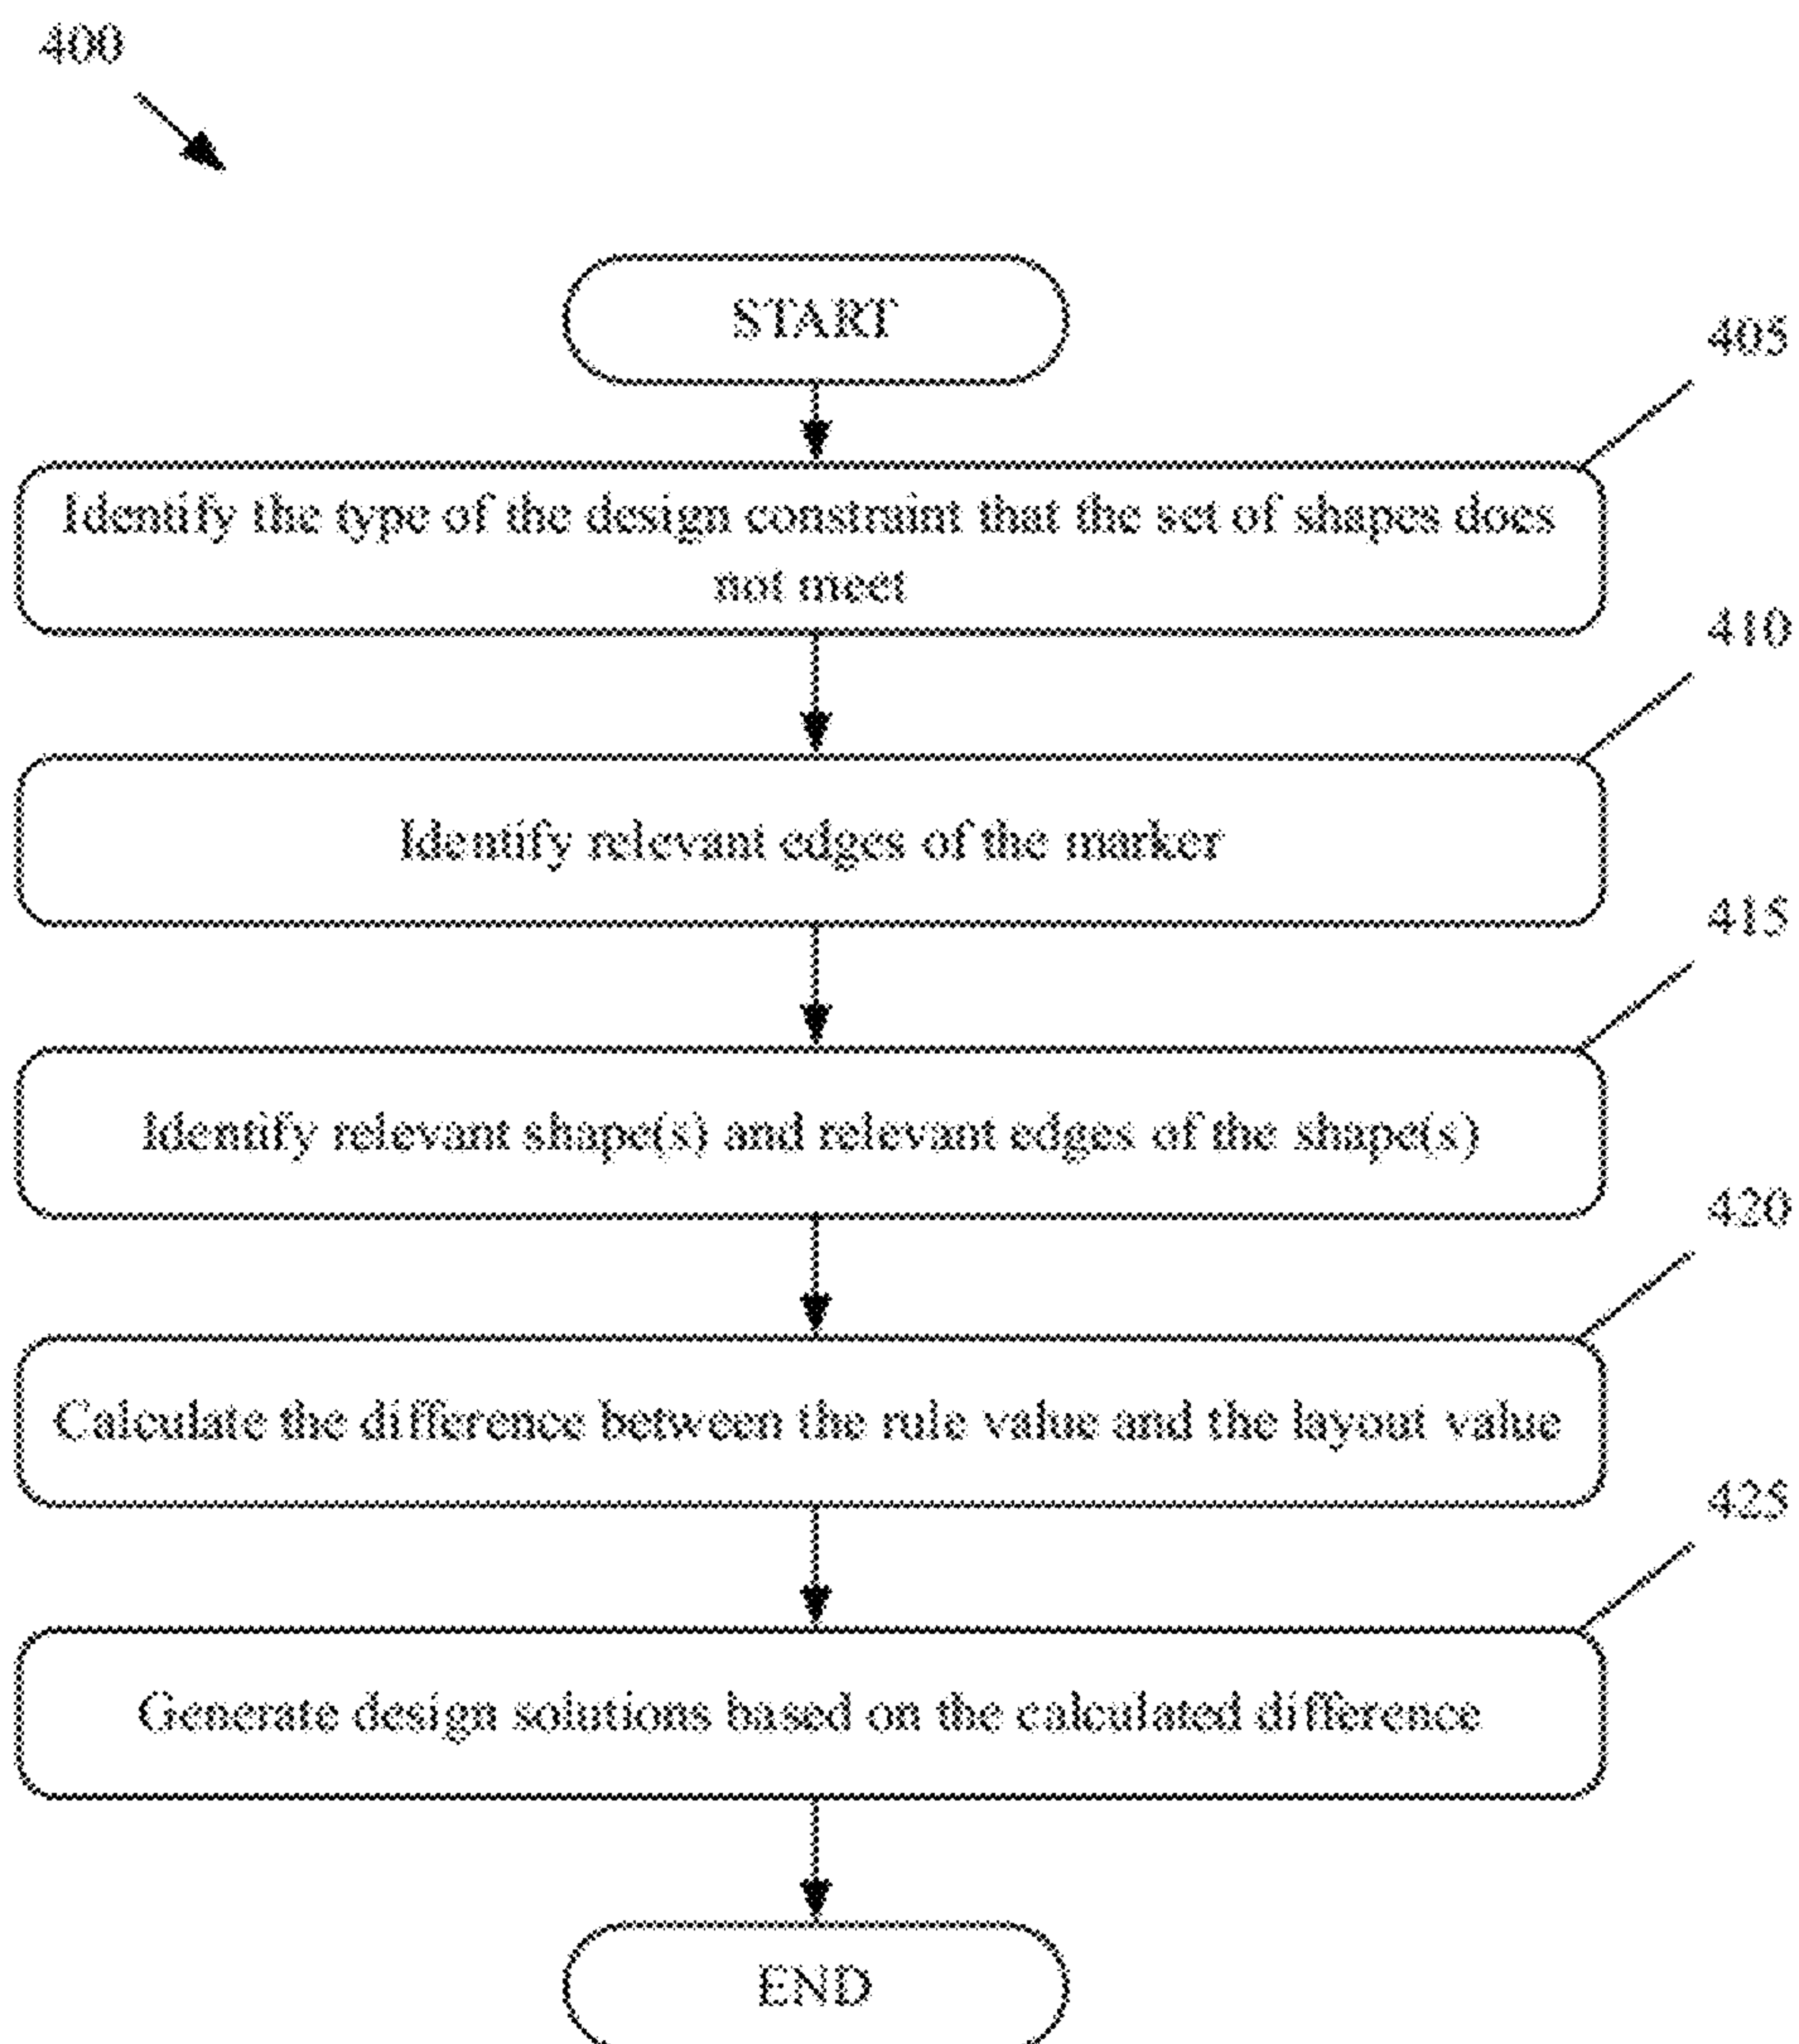 400
START
405
Identify the type of the design constraint that the set of shapes does
not meet
410
Identify relevant edges of the marker
415
Identify relevant shape(s) and relevant edges of the shape(s)
420
Calculate the difference between the rule value and the layout value
425
Generate design solutions based on the calculated difference
END